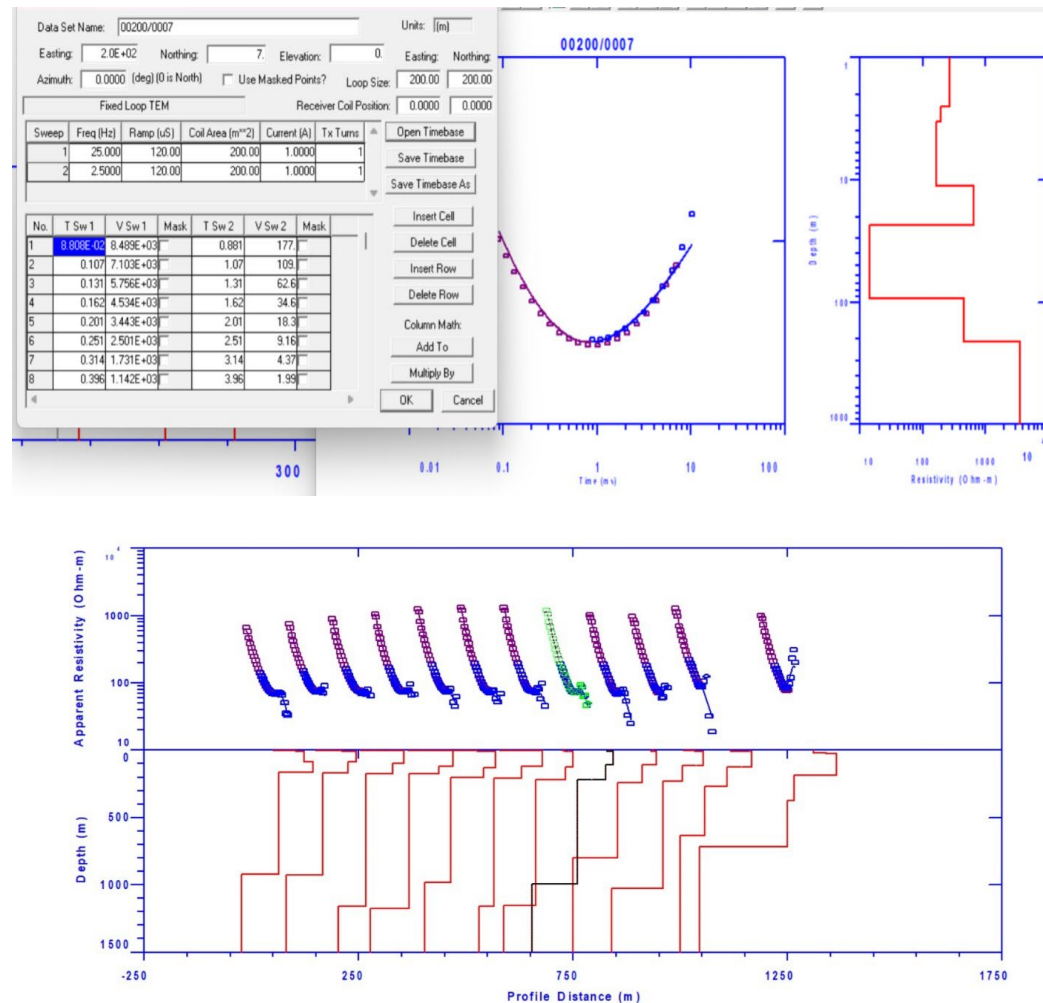 Data Set Name: 00200/0007 Units: (m)
Easting: 2.0E+02 Northing: 7. Elevation: 0. Easting: Northing:
Azimuth: 0.0000 (deg) (0 is North) Use Masked Points? Loop Size: 200.00 200.00
Fixed Loop TEM Receiver Coil Position: 0.0000 0.0000
Sweep Freq (Hz) Ramp (uS) Coil Area (m**2) Current (A) Tx Turns
1 25.000 120.00 200.00 1.0000 1
2 2.5000 120.00 200.00 1.0000 1
Open Timebase
Save Timebase
Save Timebase As
No. T Sw 1 V Sw 1 Mask T Sw 2 V Sw 2 Mask
1 8.808E-02 8.489E+03 0.881 177.
2 0.107 7.103E+03 1.07 109.
3 0.131 5.756E+03 1.31 62.6
4 0.162 4.534E+03 1.62 34.6
5 0.201 3.443E+03 2.01 18.3
6 0.251 2.501E+03 2.51 9.16
7 0.314 1.731E+03 3.14 4.37
8 0.396 1.142E+03 3.96 1.99
Insert Cell
Delete Cell
Insert Row
Delete Row
Column Math:
Add To
Multiply By
OK Cancel
300
00200/0007
0.01 0.1 1 10 100
Time (ms)
Depth (m)
1
10
100
1000
10 100 1000 10
Resistivity (Ohm-m)
Apparent Resistivity (Ohm-m)
10 4
1000
100
10
Depth (m)
0
500
1000
1500
-250 250 750 1250 1750
Profile Distance (m)